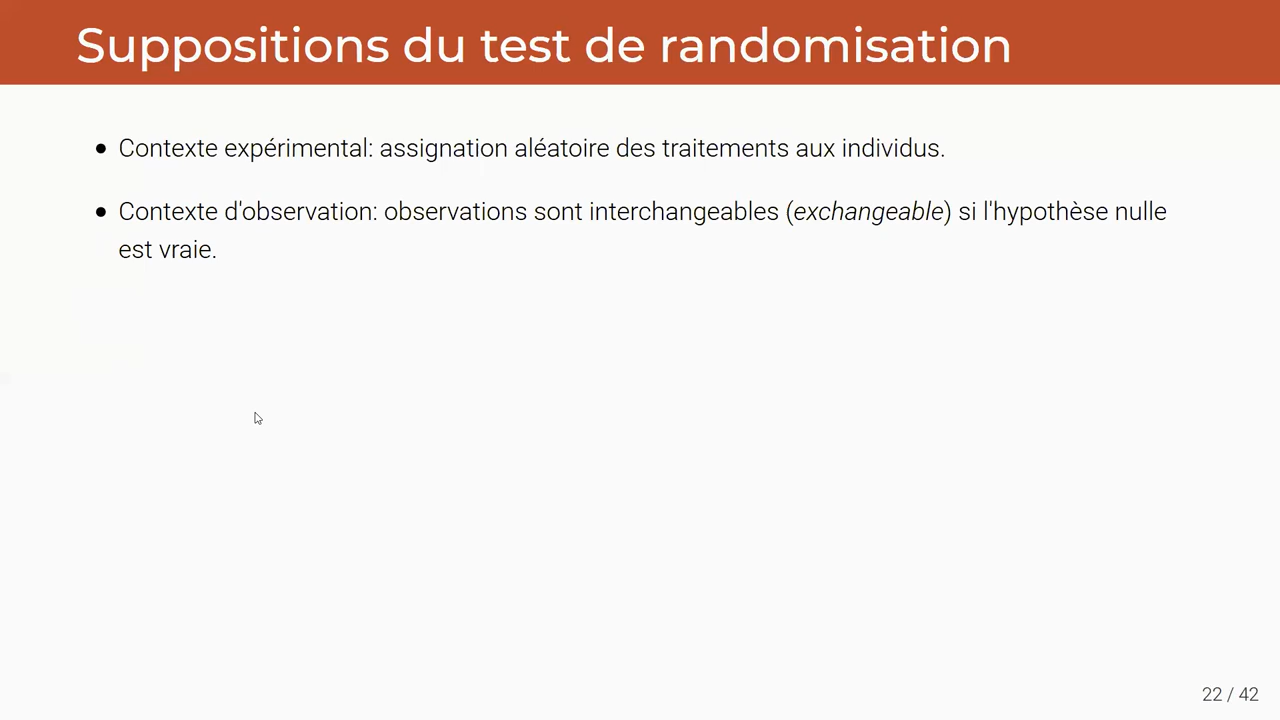 Suppositions du test de randomisation
• Contexte expérimental: assignation aléatoire des traitements aux individus.
• Contexte d'observation: observations sont interchangeables (exchangeable) si l'hypothèse nulle
est vraie.
22 / 42